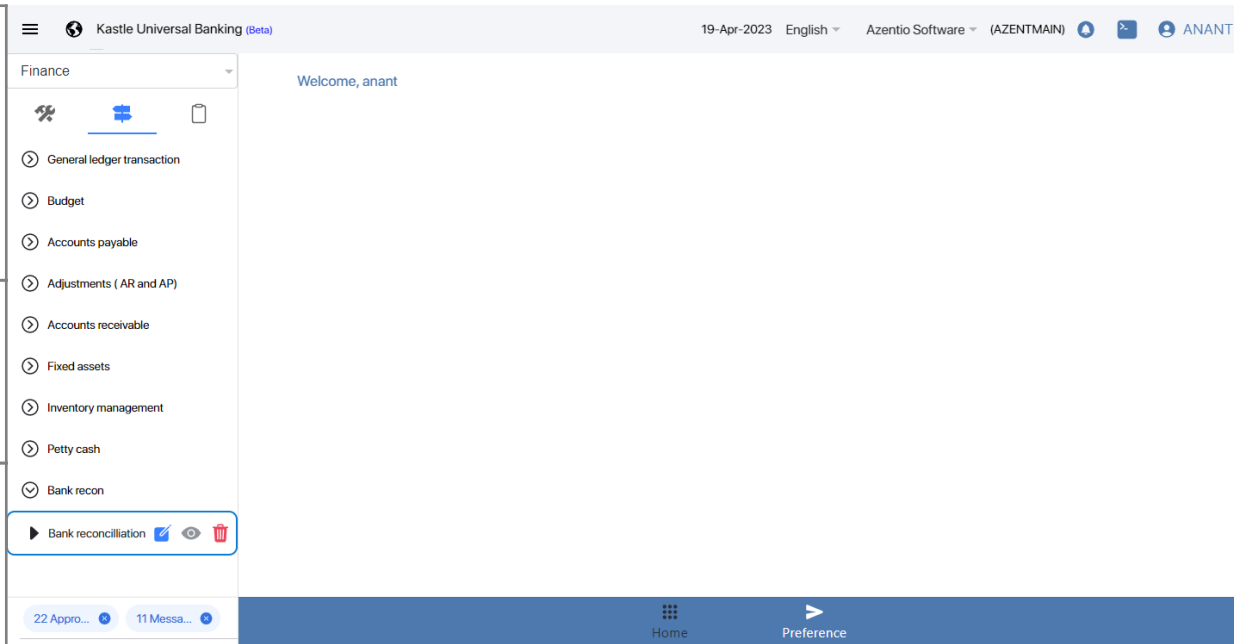 Kastle Universal Banking (Beta)
19-Apr-2023 English Azentio Software (AZENTMAIN) ANANT
Finance
Welcome, anant
General ledger transaction
Budget
Accounts payable
Adjustments ( AR and AP)
Accounts receivable
Fixed assets
Inventory management
Petty cash
Bank recon
Bank reconcilliation
22 Appro... 11 Messa...
Home Preference